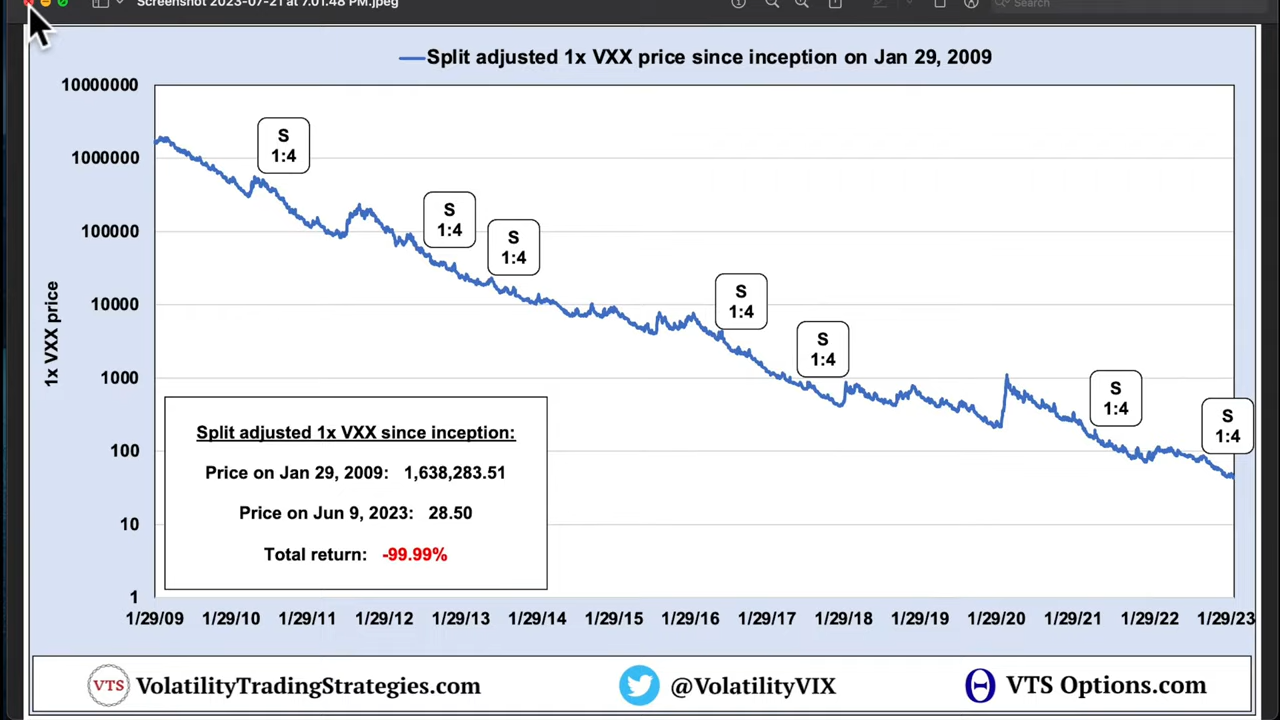 Screenshot 2023-07-21 at 7.01.48 PM.jpeg
Search
Split adjusted 1x VXX price since inception on Jan 29, 2009
10000000
1000000
100000
10000
1000
100
10
1
1x VXX price
S
1:4
S
1:4
S
1:4
S
1:4
S
1:4
S
1:4
S
1:4
Split adjusted 1x VXX since inception:
Price on Jan 29, 2009: 1,638,283.51
Price on Jun 9, 2023: 28.50
Total return: -99.99%
1/29/09 1/29/10 1/29/11 1/29/12 1/29/13 1/29/14 1/29/15 1/29/16 1/29/17 1/29/18 1/29/19 1/29/20 1/29/21 1/29/22 1/29/23
VTS VolatilityTradingStrategies.com @VolatilityVIX VTS Options.com